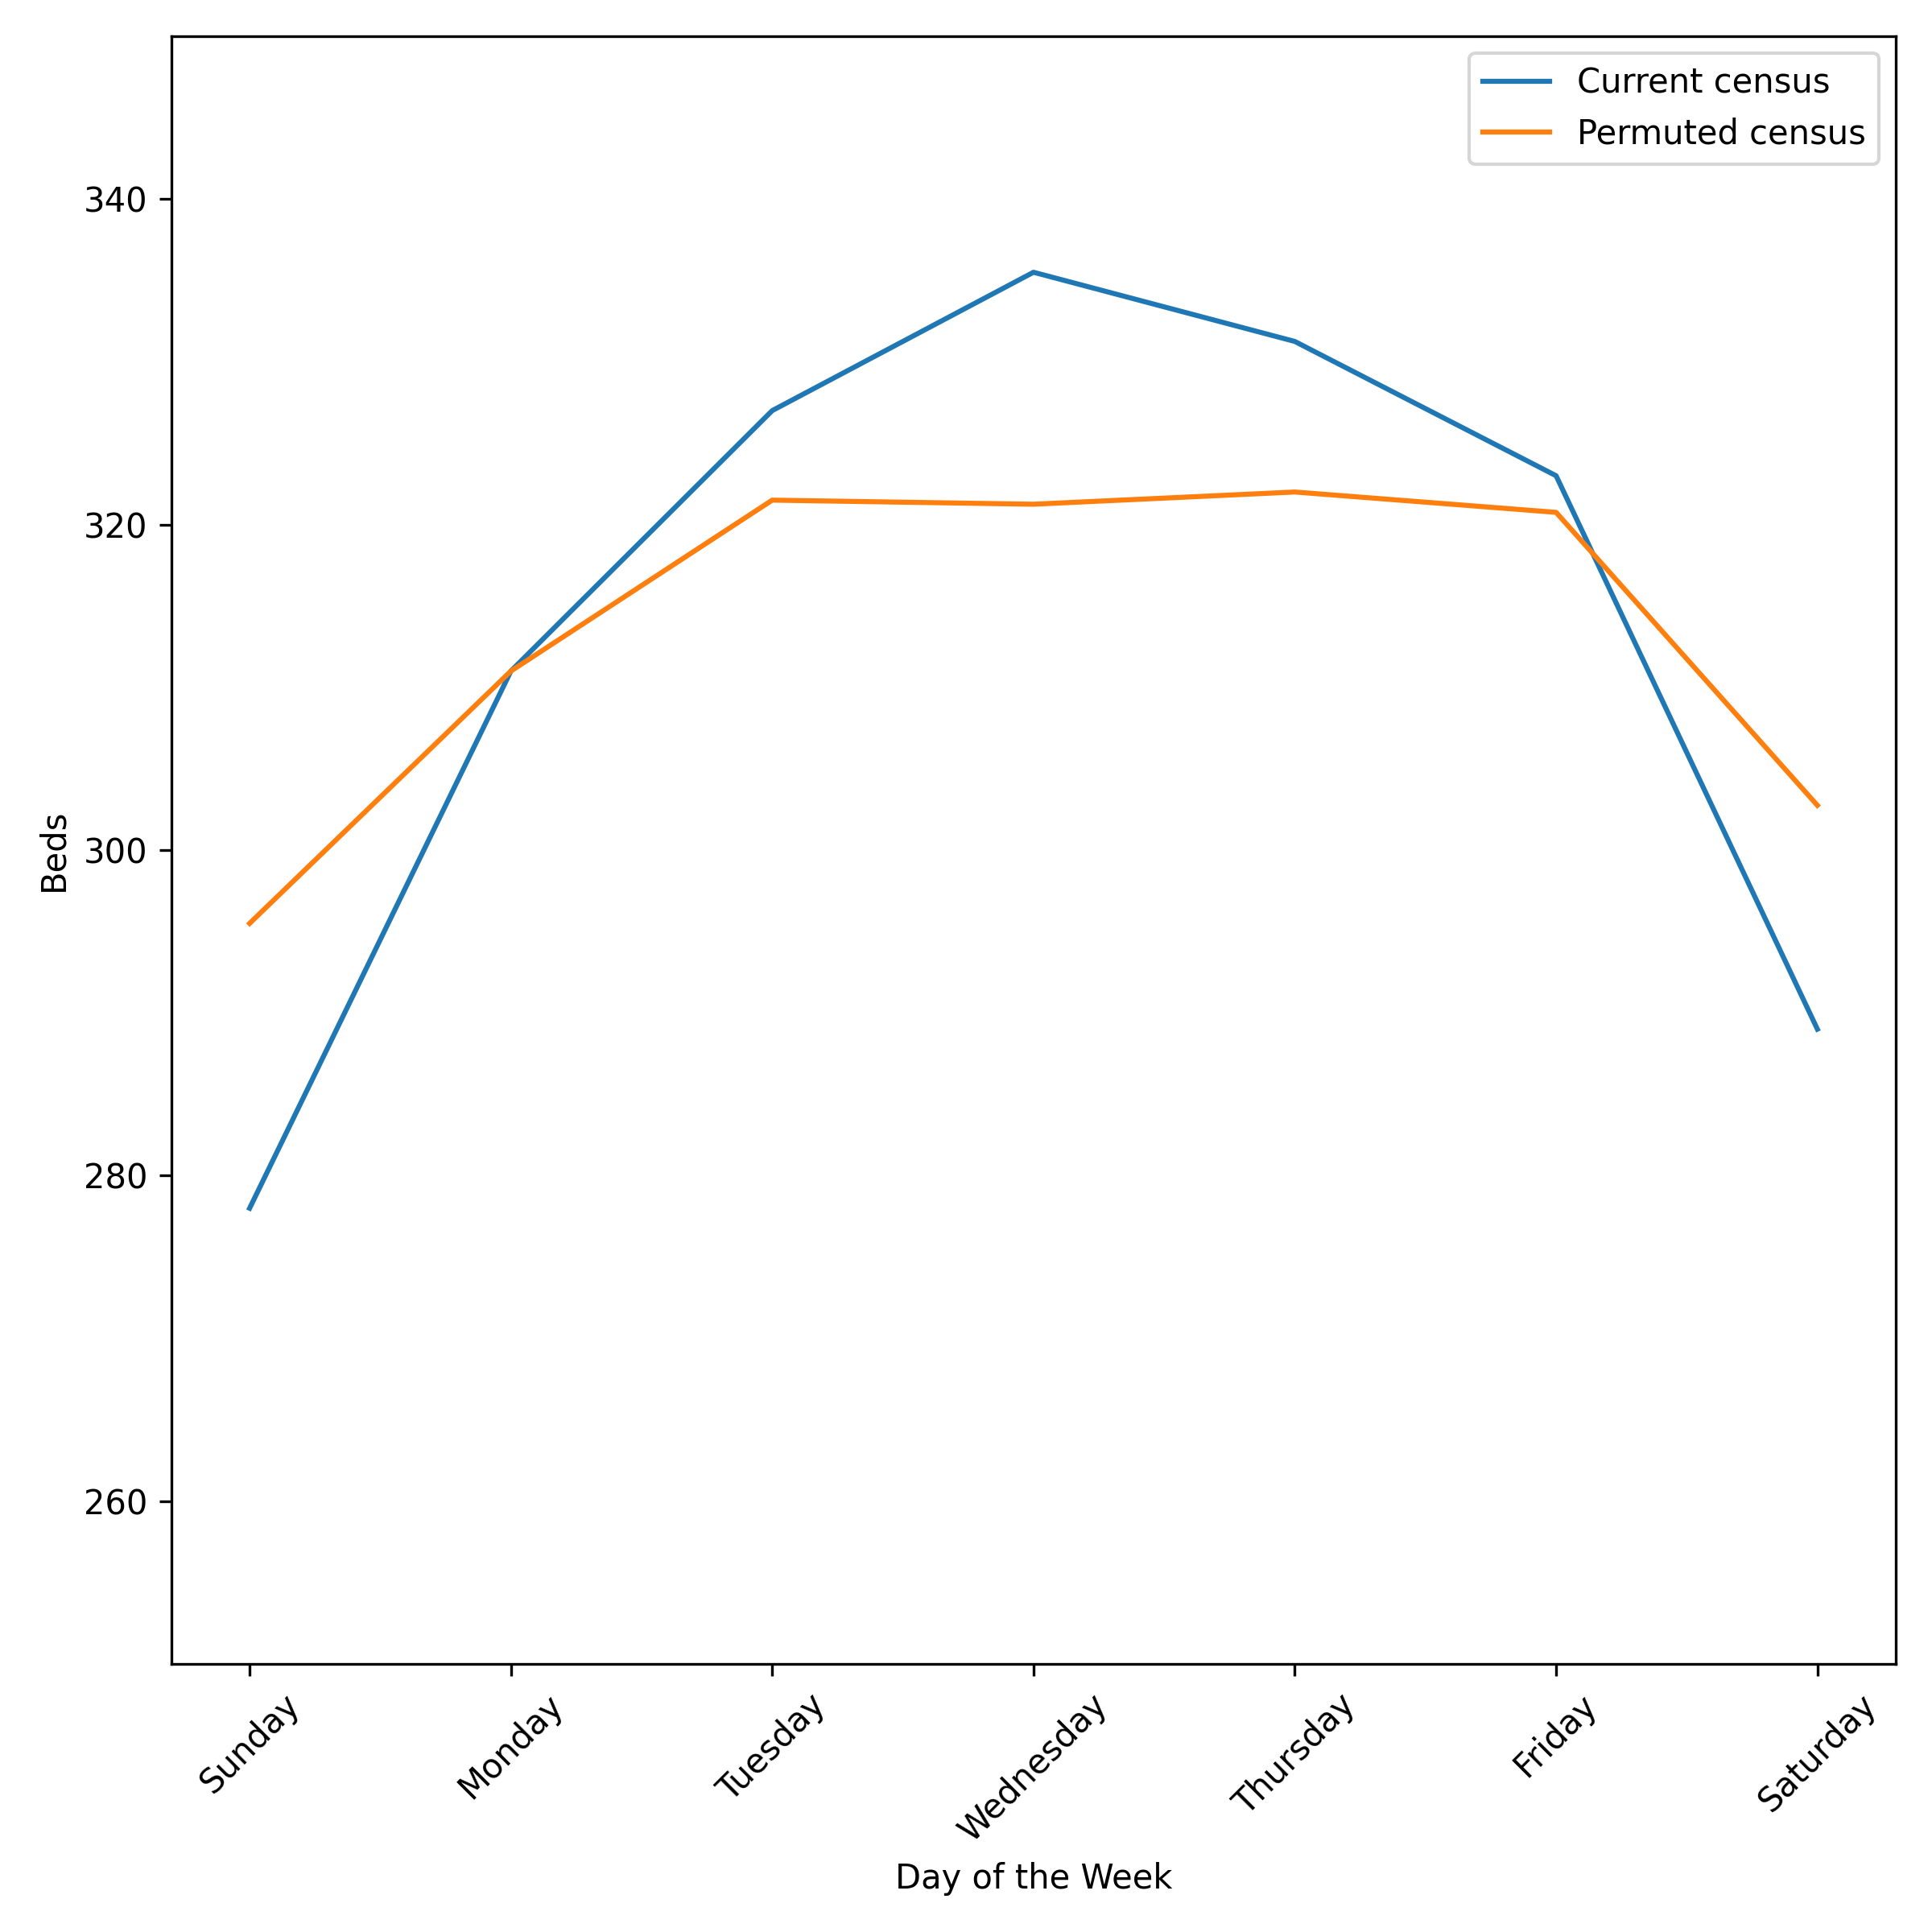 Current census
Permuted census
340
320
300
280
260
Beds
Sunday
Monday
Tuesday
Wednesday
Thursday
Friday
Saturday
Day of the Week